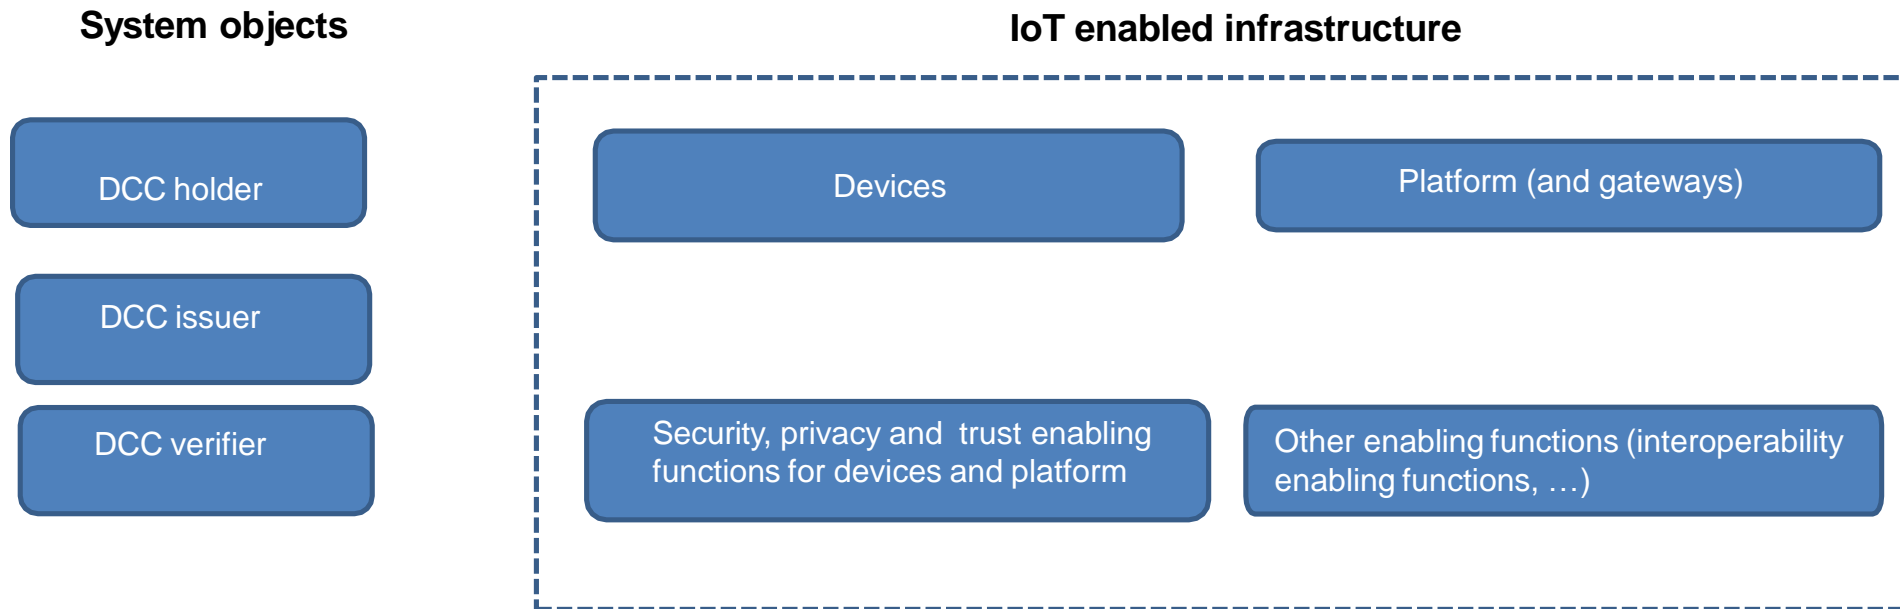 System objects
IoT enabled infrastructure
DCC holder
Devices
Platform (and gateways)
DCC issuer
DCC verifier
Security, privacy and  trust enabling
functions for devices and platform
Other enabling functions (interoperability
enabling functions, …)